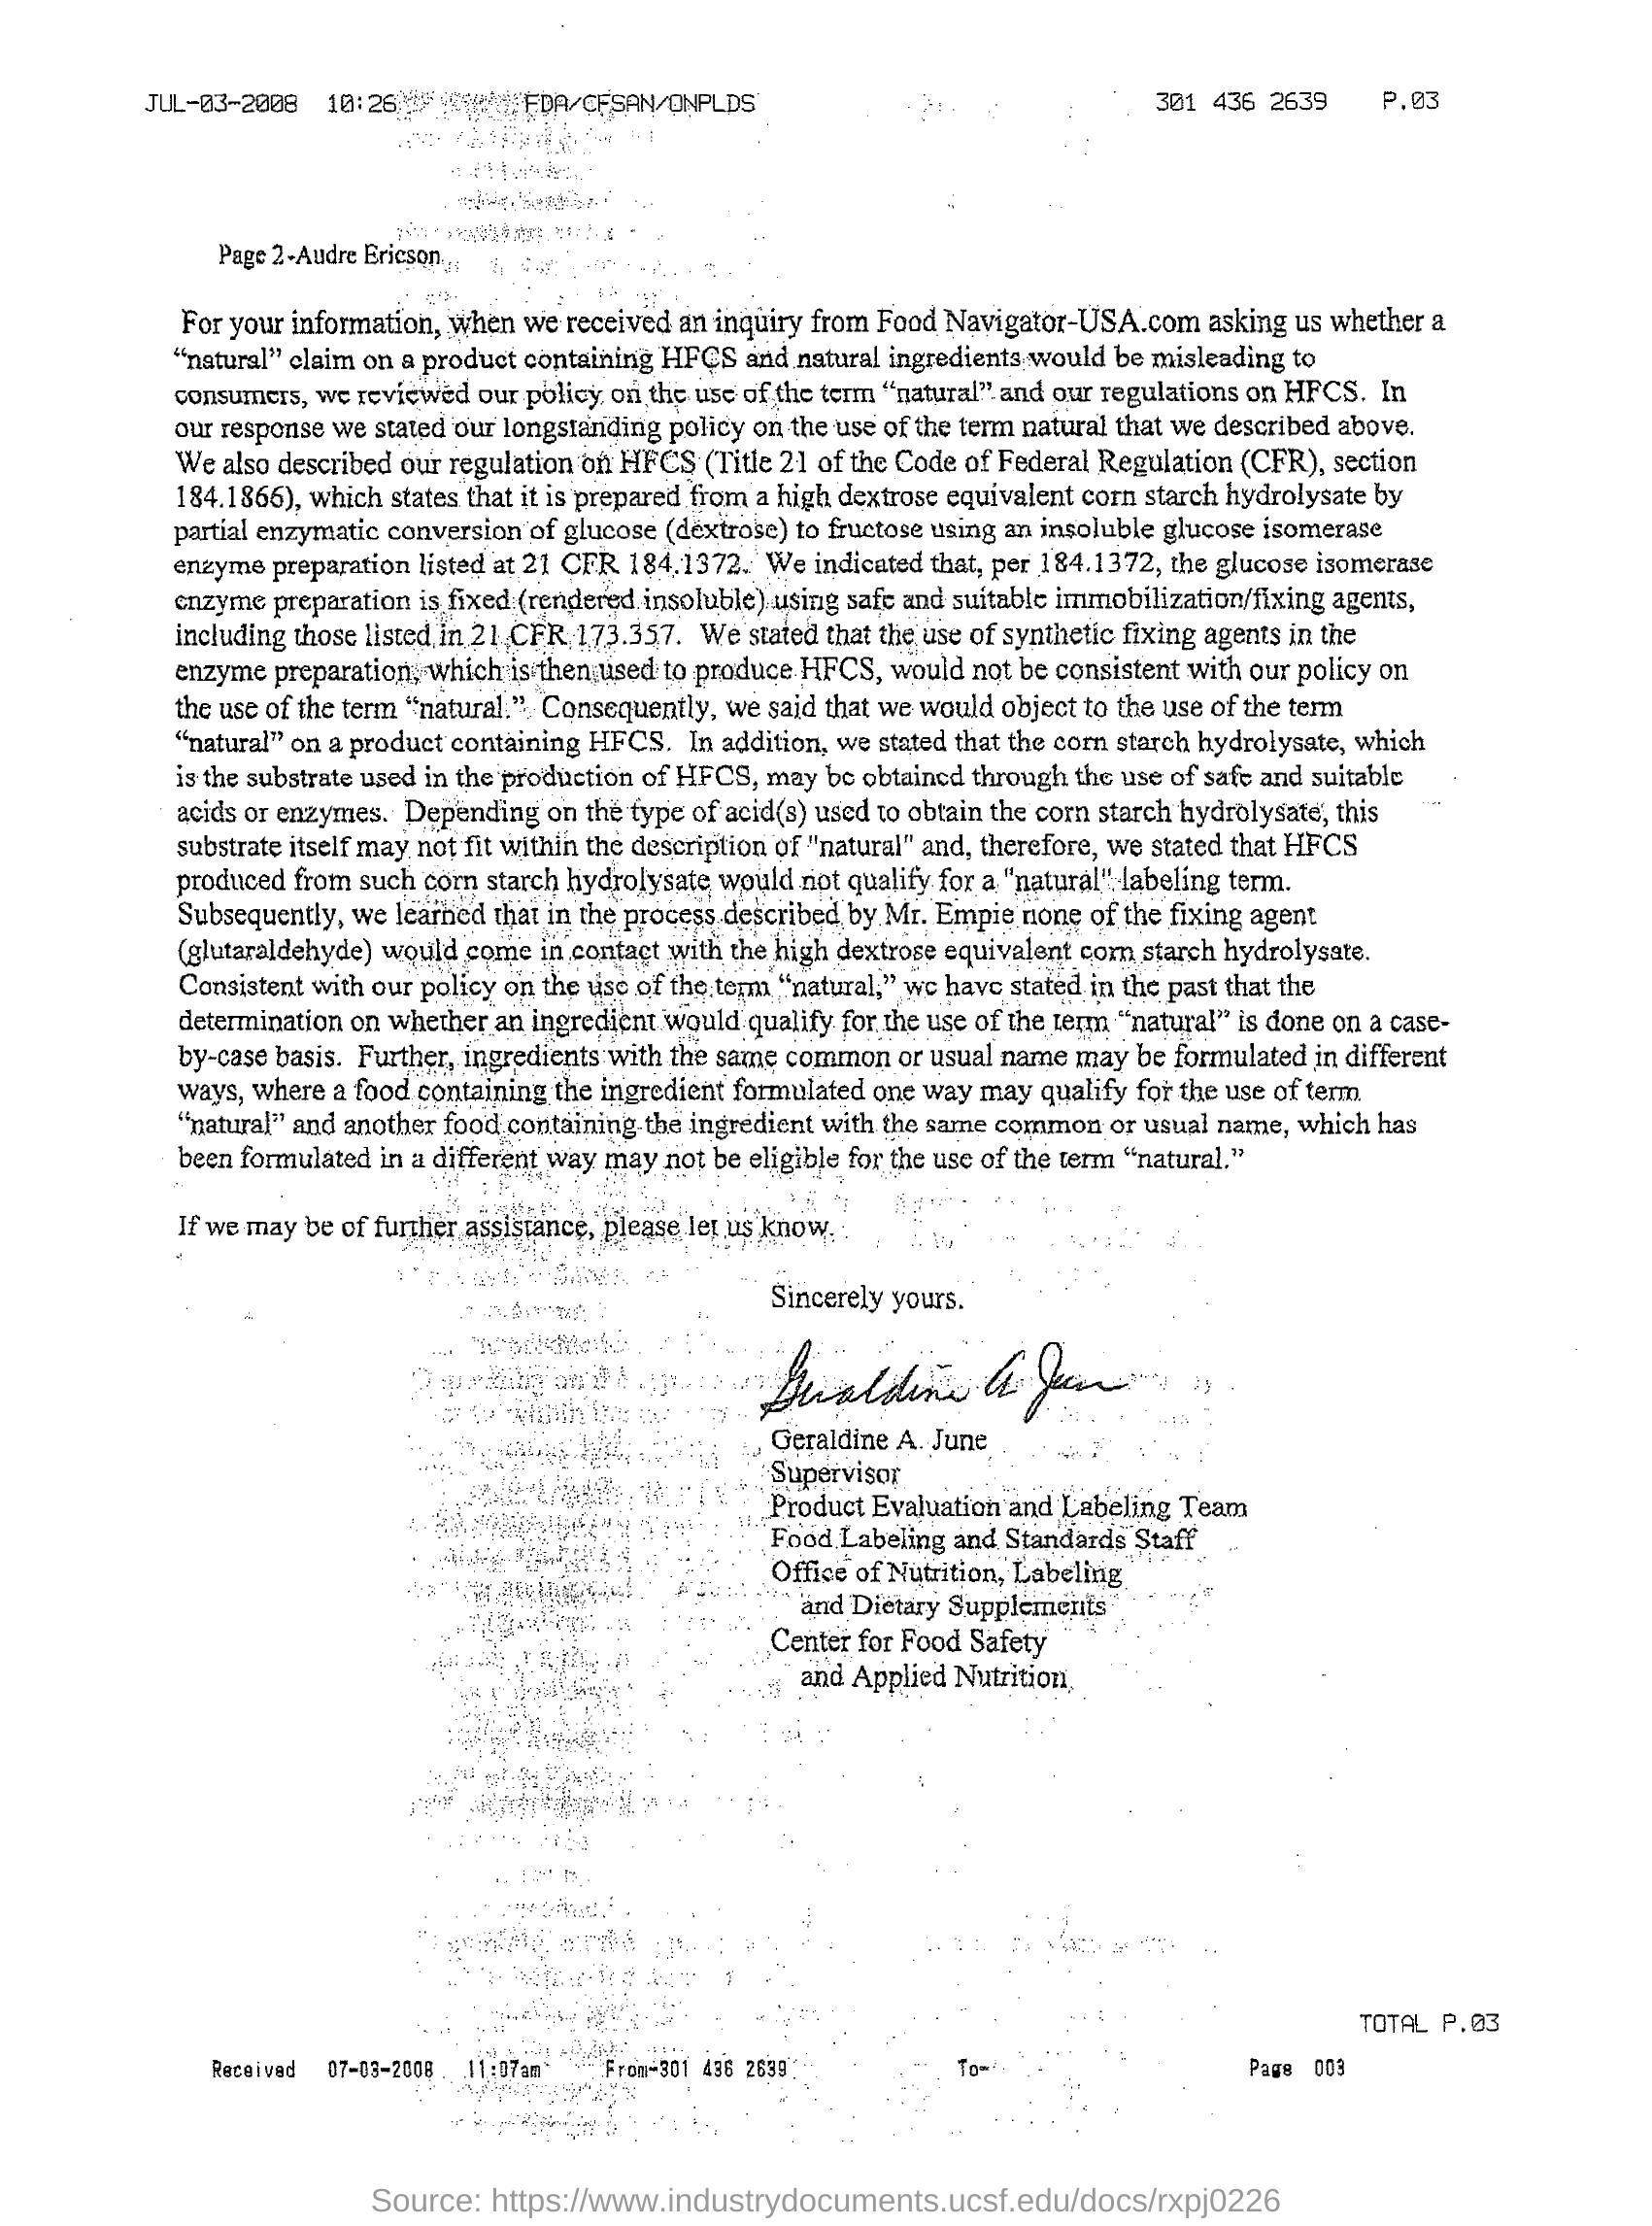 JUL-03-2008 10:26 FDA/CFSAN/ONPLDS 301 436 2639 P.03
Page 2-Audre Ericson
For your information, when we received an inquiry from Food Navigator-USA.com asking us whether a
“natural” claim on a product containing HFCS and natural ingredients would be misleading to
consumers, we reviewed our policy on the use of the term “natural” and our regulations on HFCS. In
our response we stated our longstanding policy on the use of the term natural that we described above.
We also described our regulation on HFCS (Title 21 of the Code of Federal Regulation (CFR), section
184.1866), which states that it is prepared from a high dextrose equivalent corn starch hydrolysate by
partial enzymatic conversion of glucose (dextrose) to fructose using an insoluble glucose isomerase
enzyme preparation listed at 21 CFR 184.1372. We indicated that, per 184.1372, the glucose isomerase
enzyme preparation is fixed (rendered insoluble) using safe and suitable immobilization/fixing agents,
including those listed in 21 CFR 173.357. We stated that the use of synthetic fixing agents in the
enzyme preparation, which is then used to produce HFCS, would not be consistent with our policy on
the use of the term “natural.” Consequently, we said that we would object to the use of the term
“natural” on a product containing HFCS. In addition, we stated that the corn starch hydrolysate, which
is the substrate used in the production of HFCS, may be obtained through the use of safe and suitable
acids or enzymes. Depending on the type of acid(s) used to obtain the corn starch hydrolysate, this
substrate itself may not fit within the description of "natural" and, therefore, we stated that HFCS
produced from such corn starch hydrolysate would not qualify for a "natural" labeling term.
Subsequently, we learned that in the process described by Mr. Empie none of the fixing agent
(glutaraldehyde) would come in contact with the high dextrose equivalent corn starch hydrolysate.
Consistent with our policy on the use of the term “natural,” we have stated in the past that the
determination on whether an ingredient would qualify for the use of the term “natural” is done on a case-
by-case basis. Further, ingredients with the same common or usual name may be formulated in different
ways, where a food containing the ingredient formulated one way may qualify for the use of term
“natural” and another food containing the ingredient with the same common or usual name, which has
been formulated in a different way may not be eligible for the use of the term “natural.”
If we may be of further assistance, please let us know.
Sincerely yours.
Geraldine A June
Geraldine A. June
Supervisor
Product Evaluation and Labeling Team
Food Labeling and Standards Staff
Office of Nutrition, Labeling
and Dietary Supplements
Center for Food Safety
and Applied Nutrition
TOTAL P.03
Received 07-03-2008 11:07am From-301 436 2639 To- Page 003
Source: https://www.industrydocuments.ucsf.edu/docs/rxpj0226